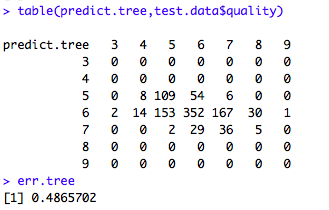 > table(predict.tree,test.data$quality)
predict.tree 3 4 5 6 7 8 9
3 0 0 0 0 0 0 0
4 0 0 0 0 0 0 0
5 0 8 109 54 6 0 0
6 2 14 153 352 167 30 1
7 0 0 2 29 36 5 0
8 0 0 0 0 0 0 0
9 0 0 0 0 0 0 0
> err.tree
[1] 0.4865702